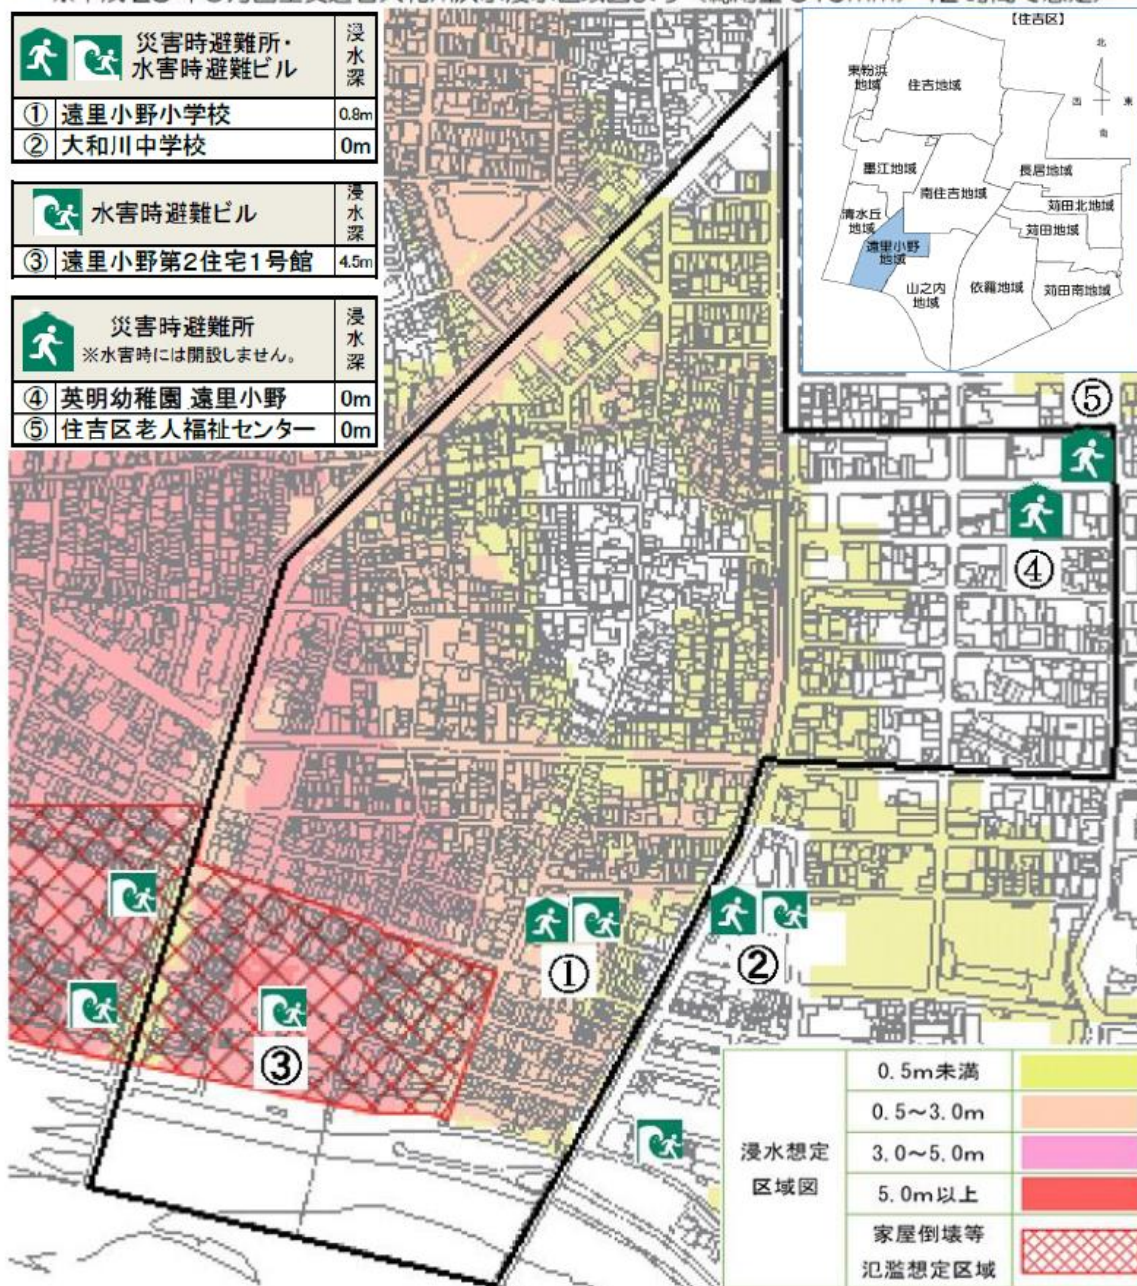 災害時避難所・
水害時避難ビル
浸水深
① 遠里小野小学校 0.8m
② 大和川中学校 0m
水害時避難ビル
浸水深
③ 遠里小野第2住宅1号館 4.5m
災害時避難所
※水害時には開設しません。
浸水深
④ 英明幼稚園 遠里小野 0m
⑤ 住吉区老人福祉センター 0m
【住吉区】
北
西 東
南
東粉浜
地域
住吉地域
墨江地域
長居地域
南住吉地域
苅田北地域
清水丘
地域
苅田地域
遠里小野
地域
山之内
地域
依羅地域
苅田南地域
⑤
④
①
②
③
浸水想定
区域図
0.5m未満
0.5～3.0m
3.0～5.0m
5.0m以上
家屋倒壊等
氾濫想定区域